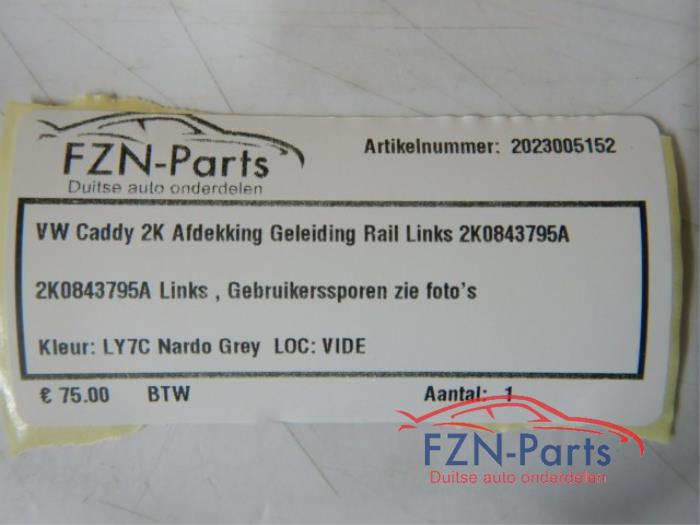 FZN-Parts
Duitse auto onderdelen
Artikelnummer: 2023005152
VW Caddy 2K Afdekking Geleiding Rail Links 2K0843795A
2K0843795A Links , Gebruikerssporen zie foto's
Kleur: LY7C Nardo Grey LOC: VIDE
€ 75.00 BTW Aantal: 1
FZN-Parts
Duitse auto onderdelen